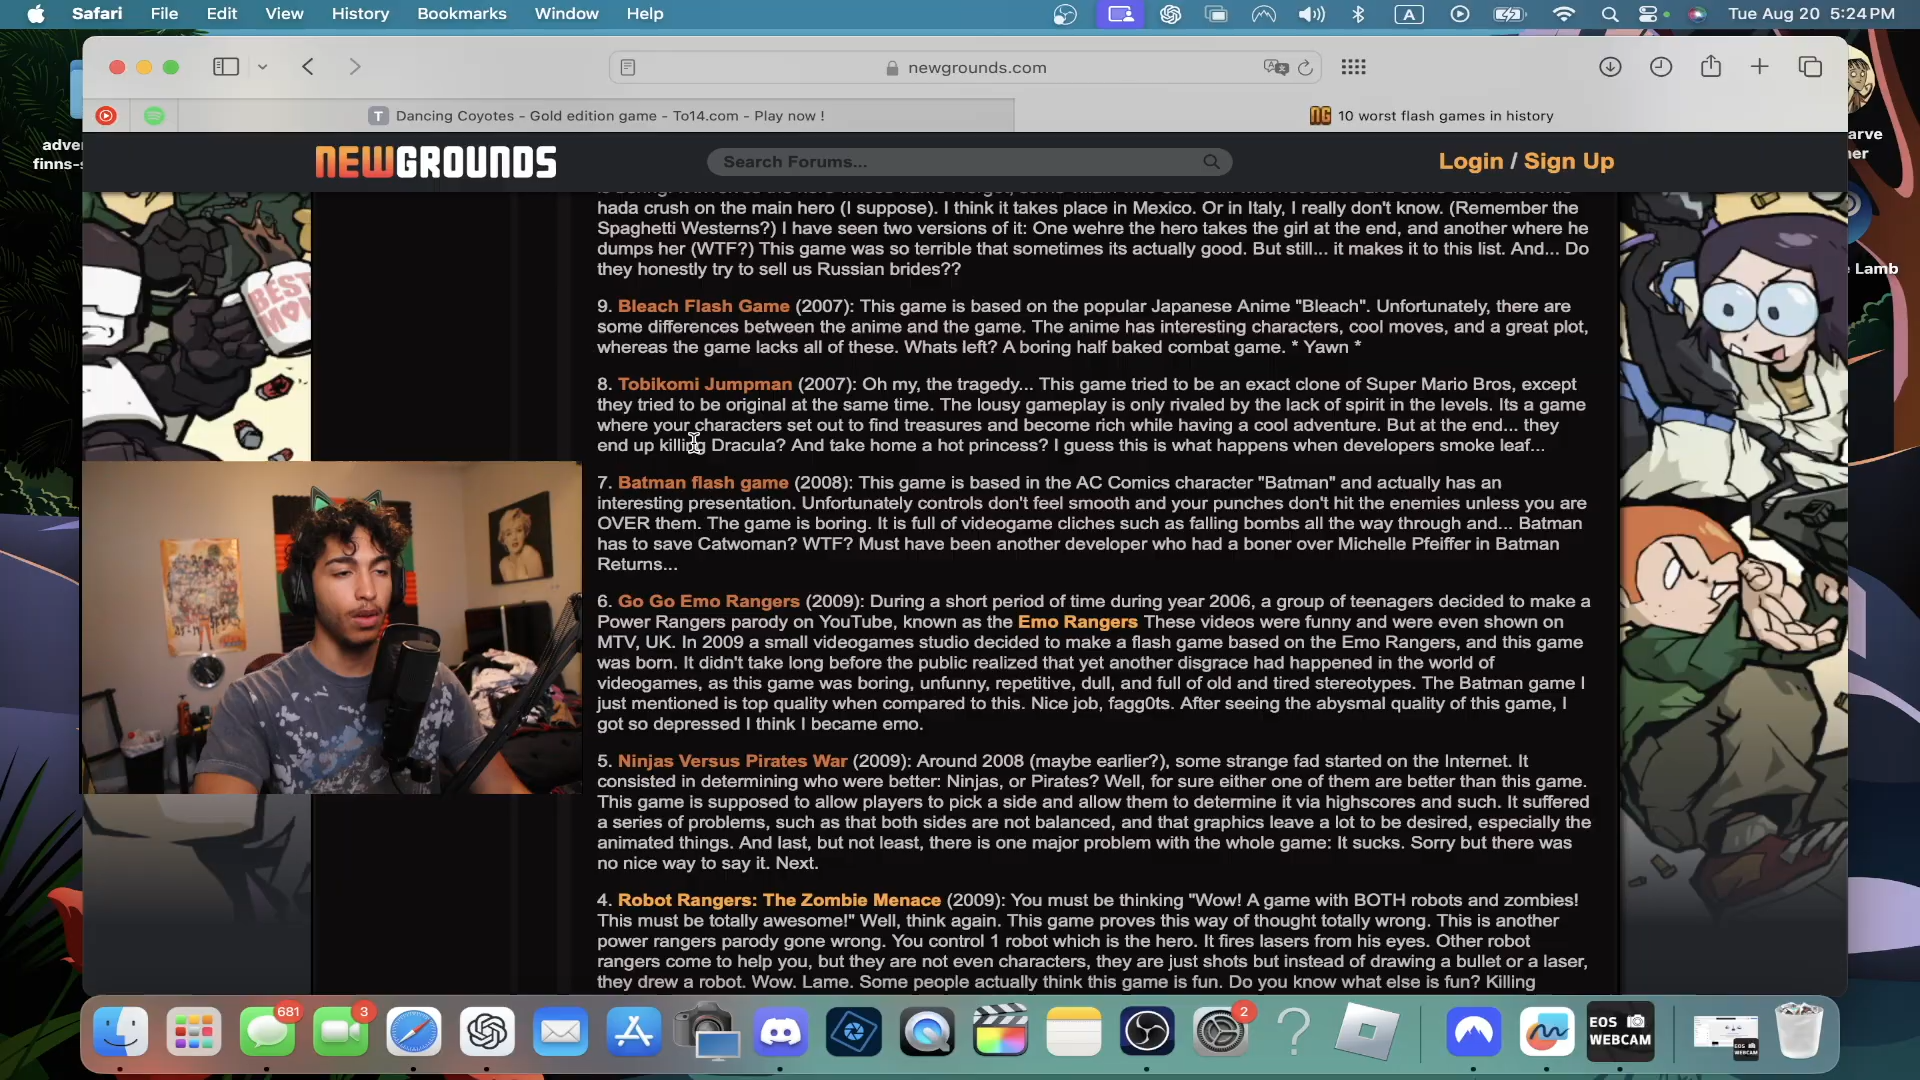 Safari File Edit View History Bookmarks Window Help
A
Tue Aug 20 5:24 PM
newgrounds.com
T Dancing Coyotes - Gold edition game - To14.com - Play now !
NG 10 worst flash games in history
NEWGROUNDS
Search Forums...
Login / Sign Up
adve
finns-s
arve
ner
Lamb
BEST
MOM
hada crush on the main hero (I suppose). I think it takes place in Mexico. Or in Italy, I really don't know. (Remember the
Spaghetti Westerns?) I have seen two versions of it: One wehre the hero takes the girl at the end, and another where he
dumps her (WTF?) This game was so terrible that sometimes its actually good. But still... it makes it to this list. And... Do
they honestly try to sell us Russian brides??
9. Bleach Flash Game (2007): This game is based on the popular Japanese Anime "Bleach". Unfortunately, there are
some differences between the anime and the game. The anime has interesting characters, cool moves, and a great plot,
whereas the game lacks all of these. Whats left? A boring half baked combat game. * Yawn *
8. Tobikomi Jumpman (2007): Oh my, the tragedy... This game tried to be an exact clone of Super Mario Bros, except
they tried to be original at the same time. The lousy gameplay is only rivaled by the lack of spirit in the levels. Its a game
where your characters set out to find treasures and become rich while having a cool adventure. But at the end... they
end up killing Dracula? And take home a hot princess? I guess this is what happens when developers smoke leaf...
7. Batman flash game (2008): This game is based in the AC Comics character "Batman" and actually has an
interesting presentation. Unfortunately controls don't feel smooth and your punches don't hit the enemies unless you are
OVER them. The game is boring. It is full of videogame cliches such as falling bombs all the way through and... Batman
has to save Catwoman? WTF? Must have been another developer who had a boner over Michelle Pfeiffer in Batman
Returns...
6. Go Go Emo Rangers (2009): During a short period of time during year 2006, a group of teenagers decided to make a
Power Rangers parody on YouTube, known as the Emo Rangers These videos were funny and were even shown on
MTV, UK. In 2009 a small videogames studio decided to make a flash game based on the Emo Rangers, and this game
was born. It didn't take long before the public realized that yet another disgrace had happened in the world of
videogames, as this game was boring, unfunny, repetitive, dull, and full of old and tired stereotypes. The Batman game I
just mentioned is top quality when compared to this. Nice job, fagg0ts. After seeing the abysmal quality of this game, I
got so depressed I think I became emo.
5. Ninjas Versus Pirates War (2009): Around 2008 (maybe earlier?), some strange fad started on the Internet. It
consisted in determining who were better: Ninjas, or Pirates? Well, for sure either one of them are better than this game.
This game is supposed to allow players to pick a side and allow them to determine it via highscores and such. It suffered
a series of problems, such as that both sides are not balanced, and that graphics leave a lot to be desired, especially the
animated things. And last, but not least, there is one major problem with the whole game: It sucks. Sorry but there was
no nice way to say it. Next.
4. Robot Rangers: The Zombie Menace (2009): You must be thinking "Wow! A game with BOTH robots and zombies!
This must be totally awesome!" Well, think again. This game proves this way of thought totally wrong. This is another
power rangers parody gone wrong. You control 1 robot which is the hero. It fires lasers from his eyes. Other robot
rangers come to help you, but they are not even characters, they are just shots but instead of drawing a bullet or a laser,
they drew a robot. Wow. Lame. Some people actually think this game is fun. Do you know what else is fun? Killing
681
3
2
EOS
WEBCAM
EOS
WEBCAM